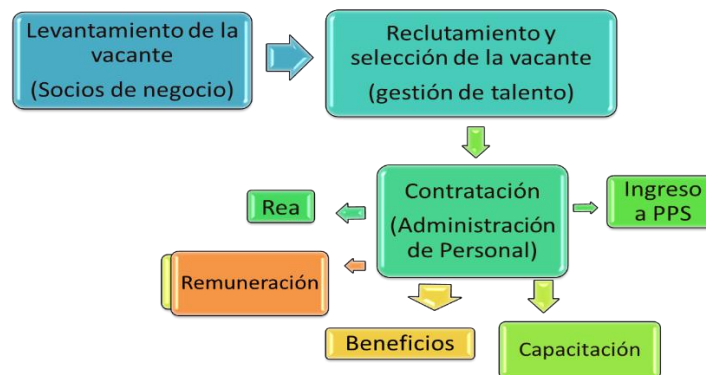 Levantamiento de la
vacante
(Socios de negocio)
Reclutamiento y
selección de la vacante
(gestión de talento)
Contratación
(Administración
de Personal)
Rea
Ingreso
a PPS
Remuneración
Beneficios
Capacitación